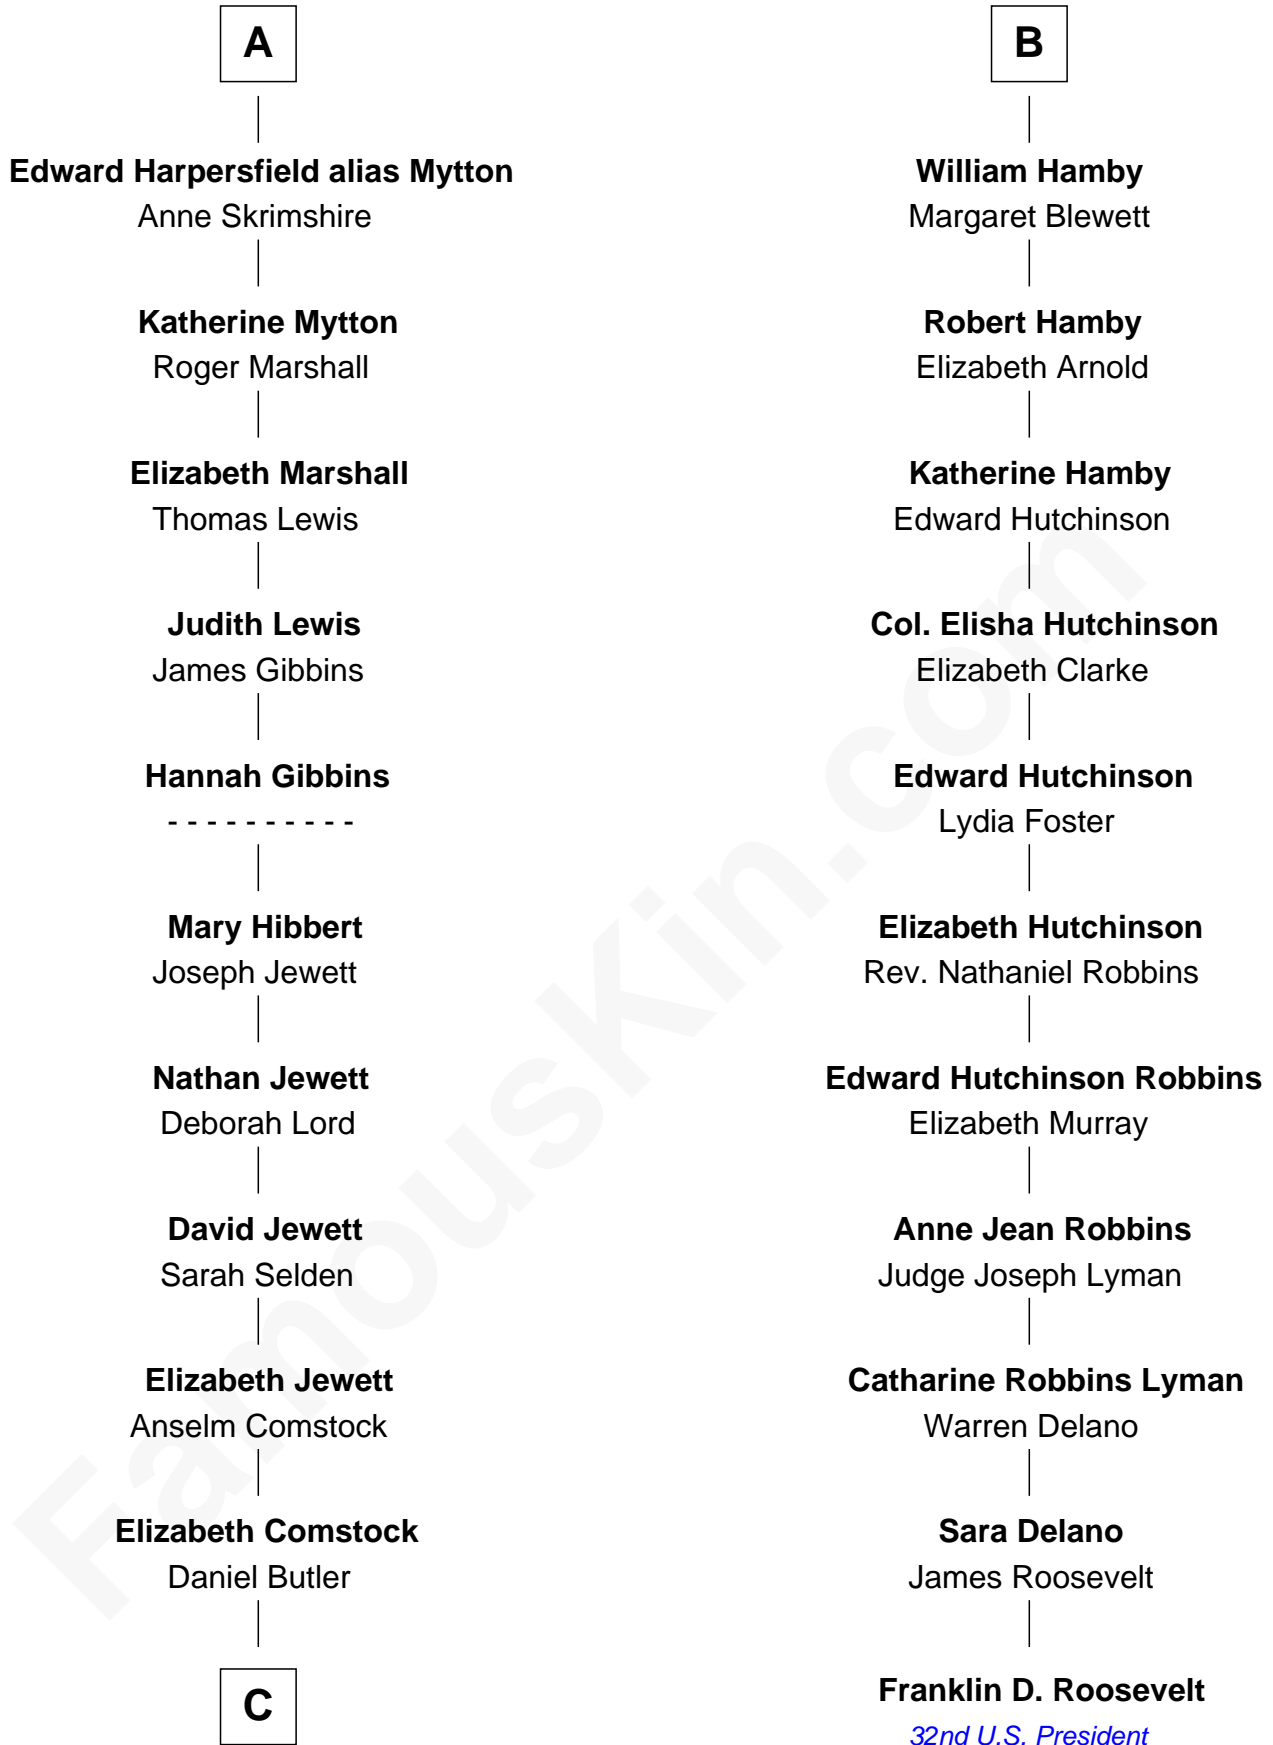 A
Edward Harpersfield alias Mytton
Anne Skrimshire
Katherine Mytton
Roger Marshall
Elizabeth Marshall
Thomas Lewis
Judith Lewis
James Gibbins
Hannah Gibbins
- - - - - - - - - -
Mary Hibbert
Joseph Jewett
Nathan Jewett
Deborah Lord
David Jewett
Sarah Selden
Elizabeth Jewett
Anselm Comstock
Elizabeth Comstock
Daniel Butler
C
B
William Hamby
Margaret Blewett
Robert Hamby
Elizabeth Arnold
Katherine Hamby
Edward Hutchinson
Col. Elisha Hutchinson
Elizabeth Clarke
Edward Hutchinson
Lydia Foster
Elizabeth Hutchinson
Rev. Nathaniel Robbins
Edward Hutchinson Robbins
Elizabeth Murray
Anne Jean Robbins
Judge Joseph Lyman
Catharine Robbins Lyman
Warren Delano
Sara Delano
James Roosevelt
Franklin D. Roosevelt
32nd U.S. President
FamousKin.com